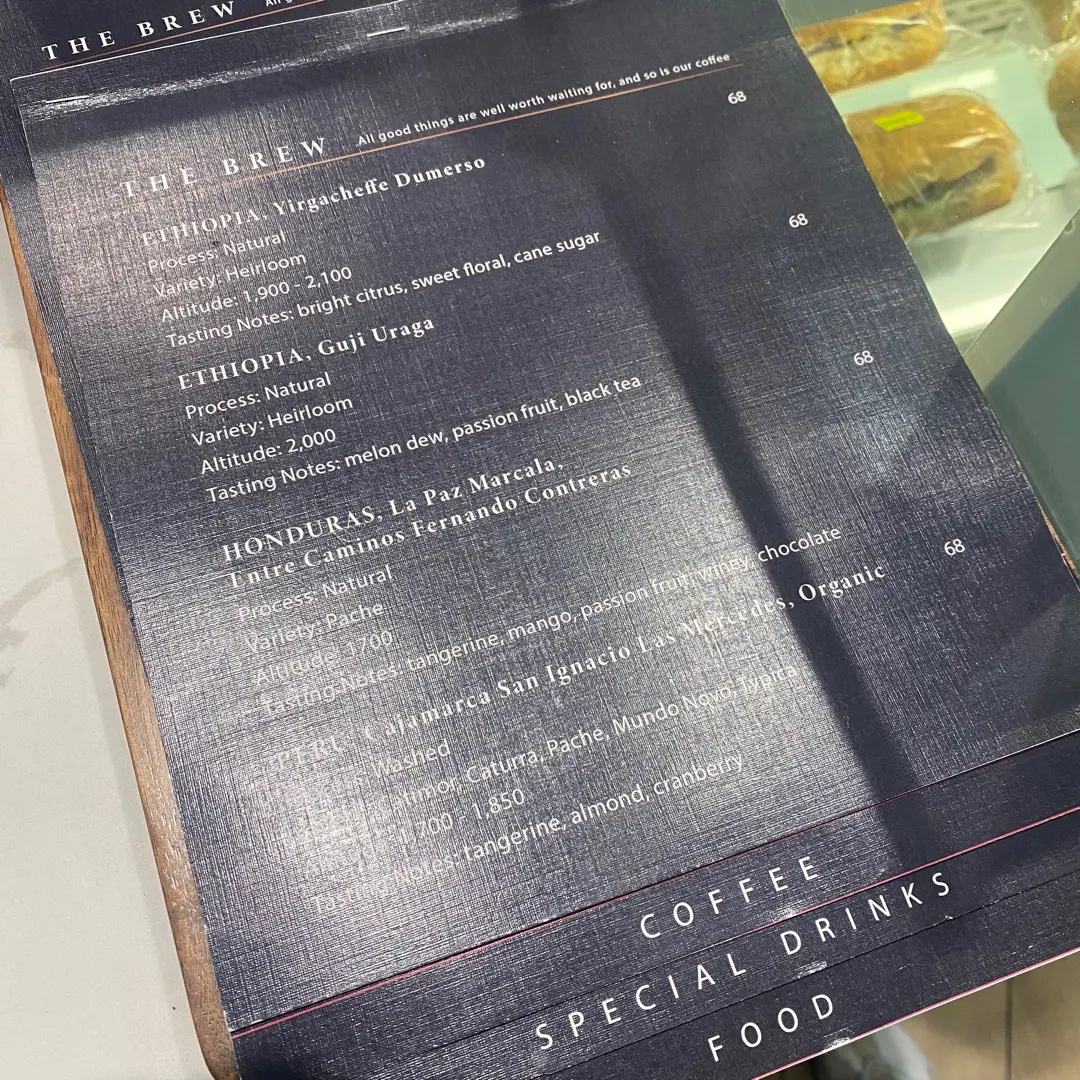 THE BREW
THE BREW All good things are well worth waiting for, and so is our coffee
ETHIOPIA, Yirgacheffe Dumerso 68
Process: Natural
Variety: Heirloom
Altitude: 1,900 - 2,100
Tasting Notes: bright citrus, sweet floral, cane sugar
ETHIOPIA, Guji Uraga 68
Process: Natural
Variety: Heirloom
Altitude: 2,000
Tasting Notes: melon dew, passion fruit, black tea
HONDURAS, La Paz Marcala, 68
Entre Caminos Fernando Contreras
Process: Natural
Variety: Pache
Altitude: 1700
Tasting Notes: tangerine, mango, passion fruit, winey, chocolate
PERU, Cajamarca San Ignacio Las Mercedes, Organic 68
Washed
Catimor, Caturra, Pache, Mundo Novo, Typica
1,700 - 1,850
Tasting Notes: tangerine, almond, cranberry
COFFEE
SPECIAL DRINKS
FOOD